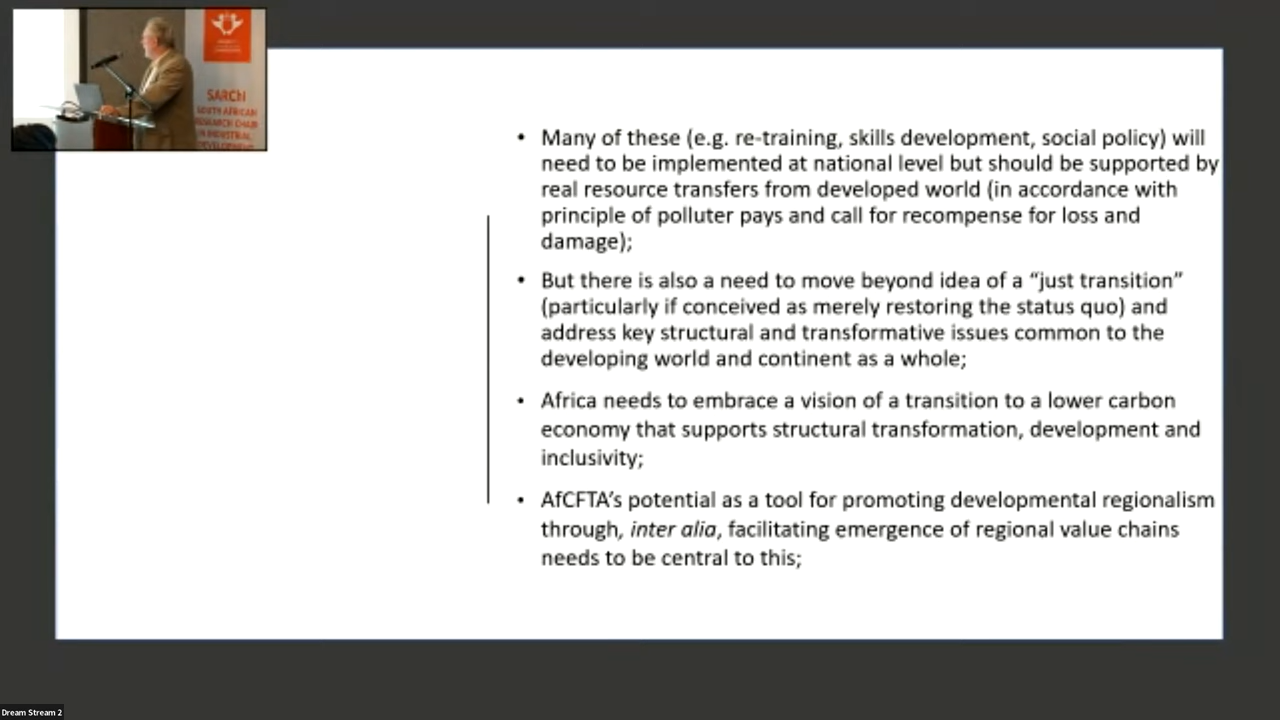 SARChI
SOUTH AFRICAN
RESEARCH CHAIR
IN INDUSTRIAL
DEVELOPMENT
• Many of these (e.g. re-training, skills development, social policy) will
need to be implemented at national level but should be supported by
real resource transfers from developed world (in accordance with
principle of polluter pays and call for recompense for loss and
damage);
• But there is also a need to move beyond idea of a “just transition”
(particularly if conceived as merely restoring the status quo) and
address key structural and transformative issues common to the
developing world and continent as a whole;
• Africa needs to embrace a vision of a transition to a lower carbon
economy that supports structural transformation, development and
inclusivity;
• AfCFTA’s potential as a tool for promoting developmental regionalism
through, inter alia, facilitating emergence of regional value chains
needs to be central to this;
Dream Stream 2